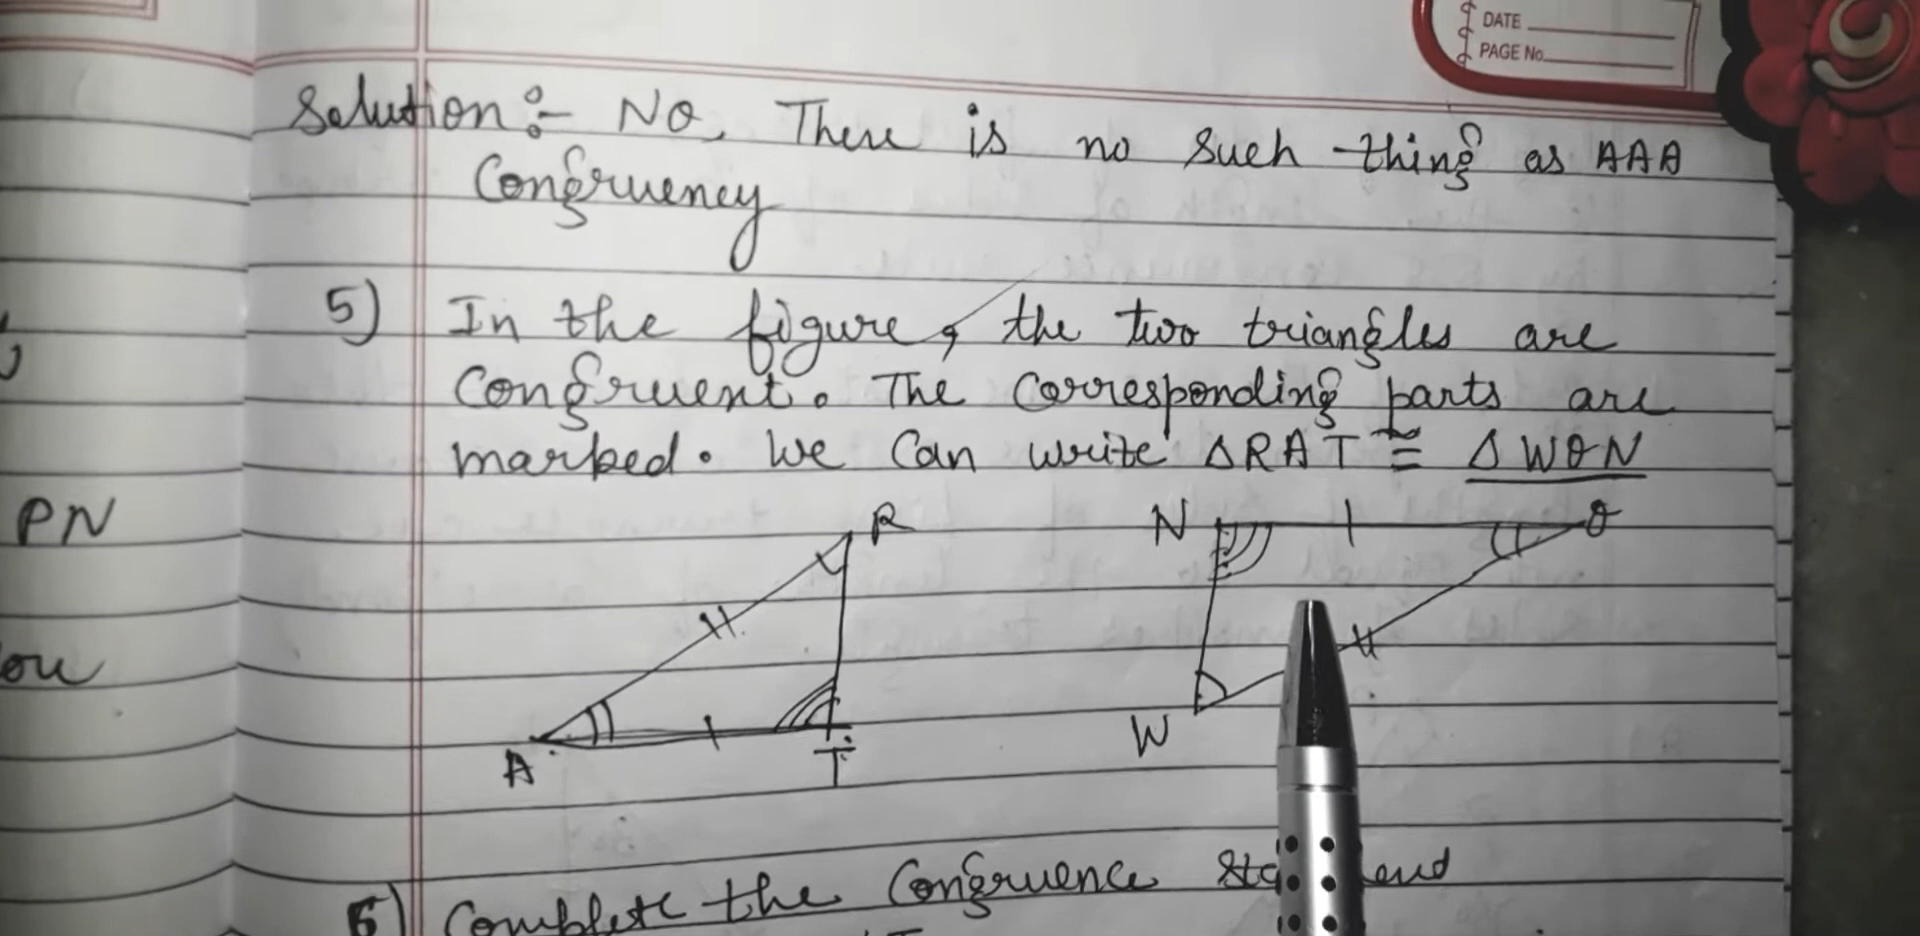 DATE
PAGE No.
Solution :- No, There is no such thing as AAA
Congruency
5) In the figure, the two triangles are
Congruent. The Corresponding parts are
marked. We Can write ΔRAT ≅ ΔWON
PN
R
N
O
ou
A
T
W
6) Complete the Congruence